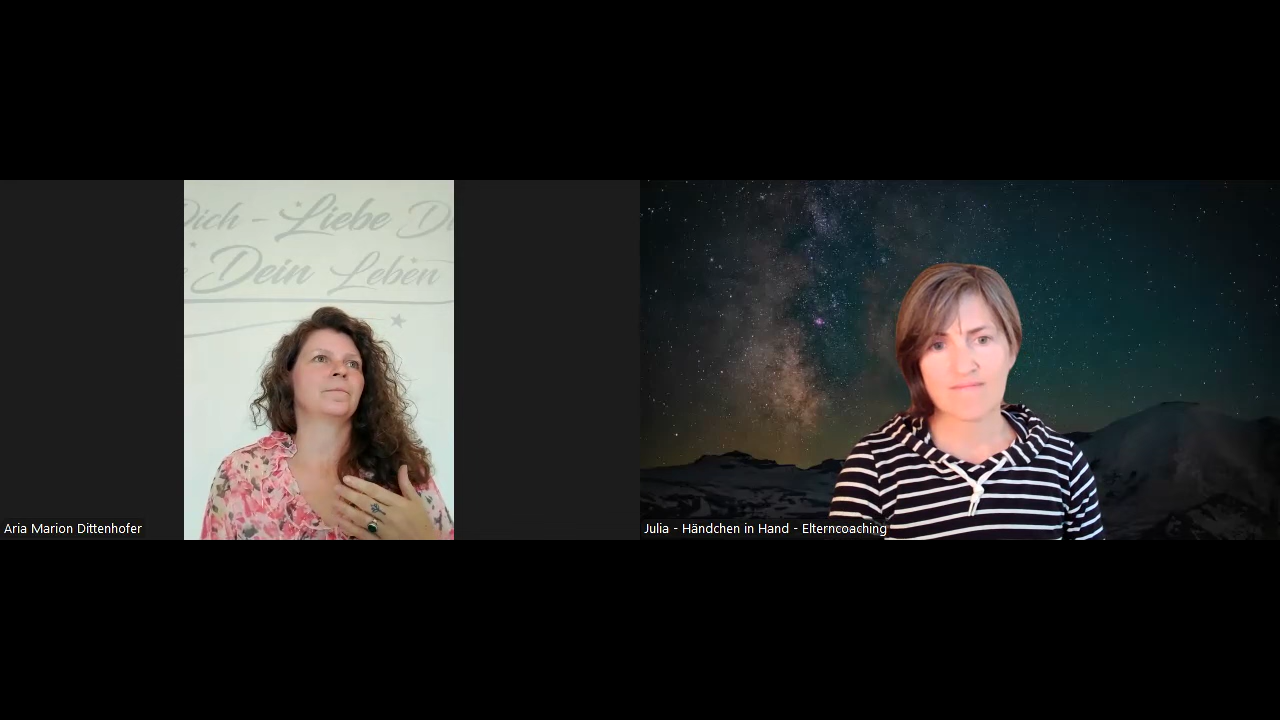 Dich - Liebe
Dein Leben
Aria Marion Dittenhofer
Julia - Händchen in Hand - Elterncoaching